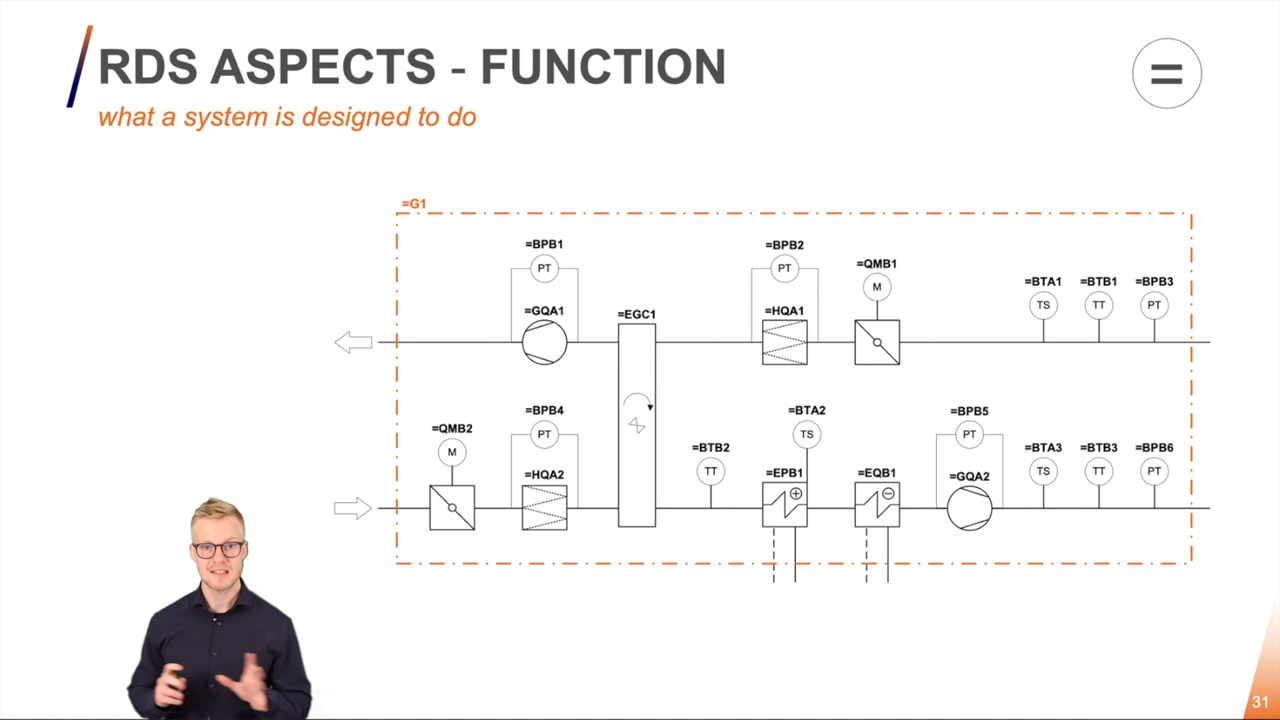 RDS ASPECTS - FUNCTION
=
what a system is designed to do
=G1
=BPB1
PT
=GQA1
=EGC1
=BPB2
PT
=HQA1
=QMB1
M
=BTA1
TS
=BTB1
TT
=BPB3
PT
=QMB2
M
=BPB4
PT
=HQA2
=BTB2
TT
=BTA2
TS
=EPB1
=EQB1
=BPB5
PT
=GQA2
=BTA3
TS
=BTB3
TT
=BPB6
PT
31